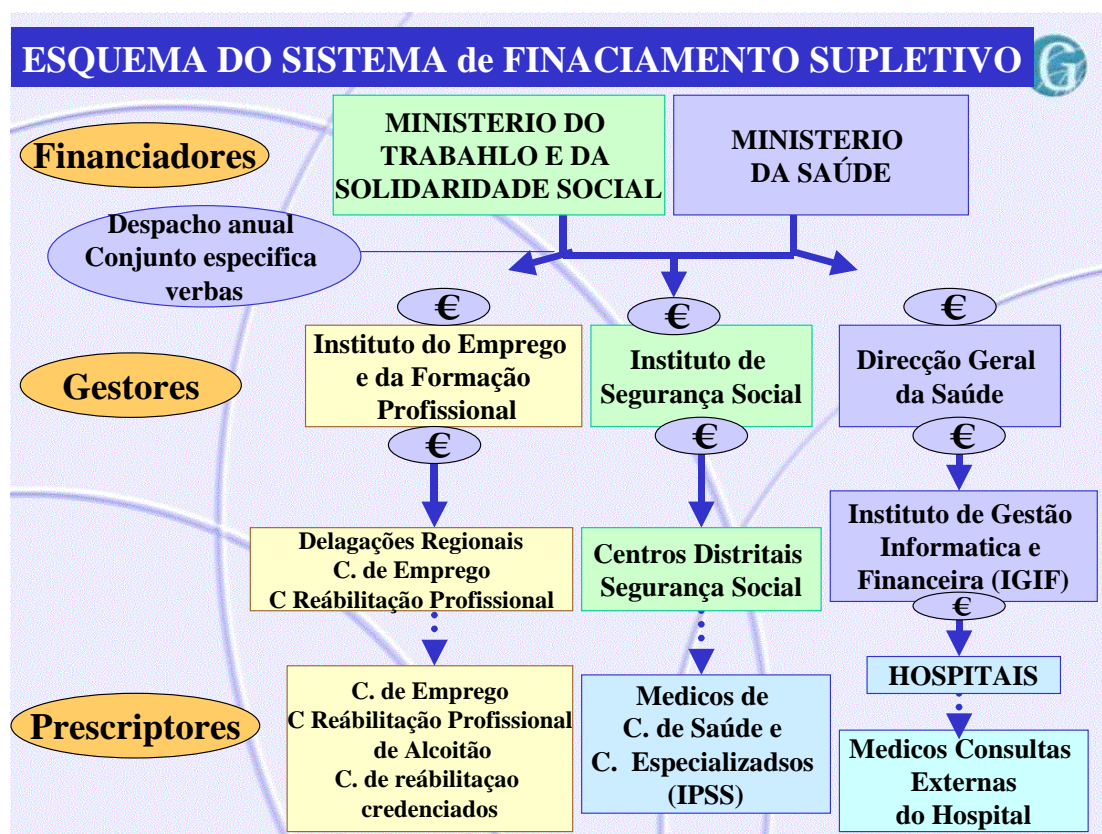 ESQUEMA DO SISTEMA de FINACIAMENTO SUPLETIVO
G
Financiadores
MINISTERIO DO
TRABAHLO E DA
SOLIDARIDADE SOCIAL
MINISTERIO
DA SAÚDE
Despacho anual
Conjunto especifica
verbas
€
€
€
Gestores
Instituto do Emprego
e da Formação
Profissional
Instituto de
Segurança Social
Direcção Geral
da Saúde
€
€
€
Delagações Regionais
C. de Emprego
C Reábilitação Profissional
Centros Distritais
Segurança Social
Instituto de Gestão
Informatica e
Financeira (IGIF)
€
HOSPITAIS
Prescriptores
C. de Emprego
C Reábilitação Profissional
de Alcoitão
C. de reábilitaçao
credenciados
Medicos de
C. de Saúde e
C. Especializadsos
(IPSS)
Medicos Consultas
Externas
do Hospital